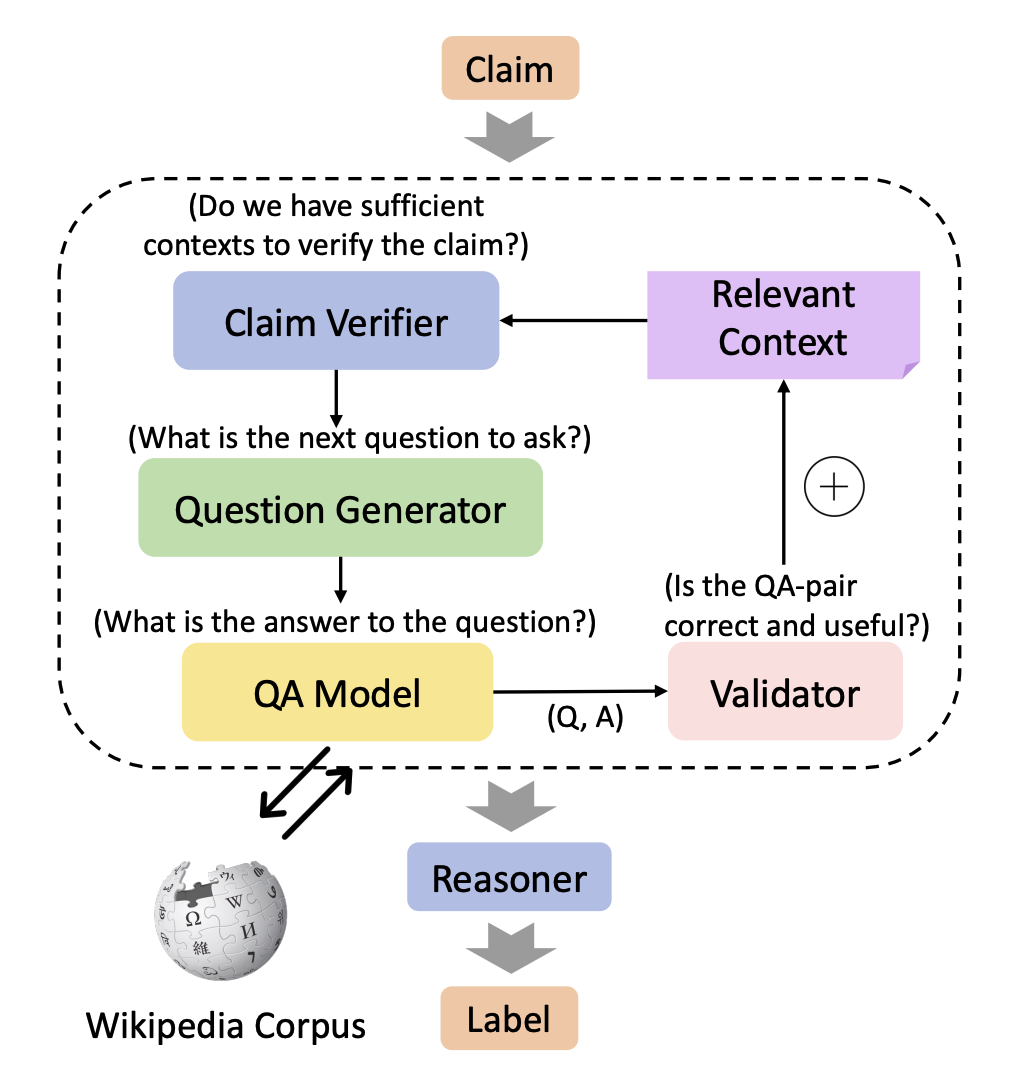 Claim
(Do we have sufficient
contexts to verify the claim?)
Claim Verifier
Relevant
Context
(What is the next question to ask?)
Question Generator
(What is the answer to the question?)
QA Model
(Q, A)
(Is the QA-pair
correct and useful?)
Validator
Reasoner
Ω
W
維
И
Wikipedia Corpus
Label